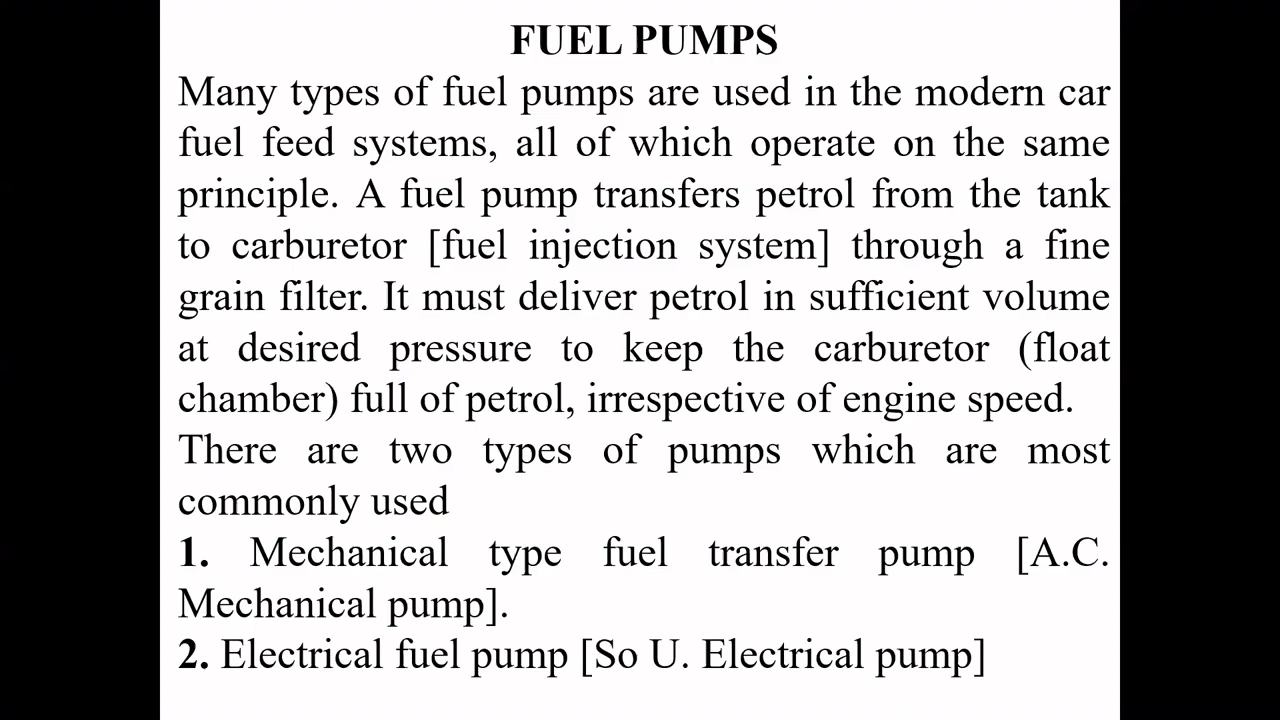 FUEL PUMPS
Many types of fuel pumps are used in the modern car
fuel feed systems, all of which operate on the same
principle. A fuel pump transfers petrol from the tank
to carburetor [fuel injection system] through a fine
grain filter. It must deliver petrol in sufficient volume
at desired pressure to keep the carburetor (float
chamber) full of petrol, irrespective of engine speed.
There are two types of pumps which are most
commonly used
1. Mechanical type fuel transfer pump [A.C.
Mechanical pump].
2. Electrical fuel pump [So U. Electrical pump]